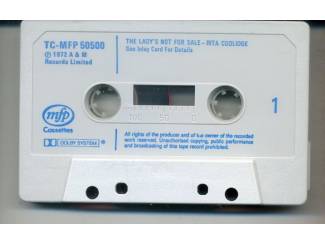 TC-MFP 50500
℗ 1972 A & M
Records Limited
THE LADY'S NOT FOR SALE-RITA COOLIDGE
See Inlay Card For Details
mfp
Cassettes
DOLBY SYSTEM
100 50 0
1
All rights of the producer and of the owner of the recorded
work reserved. Unauthorised copying, public performance
and broadcasting of this tape record prohibited.